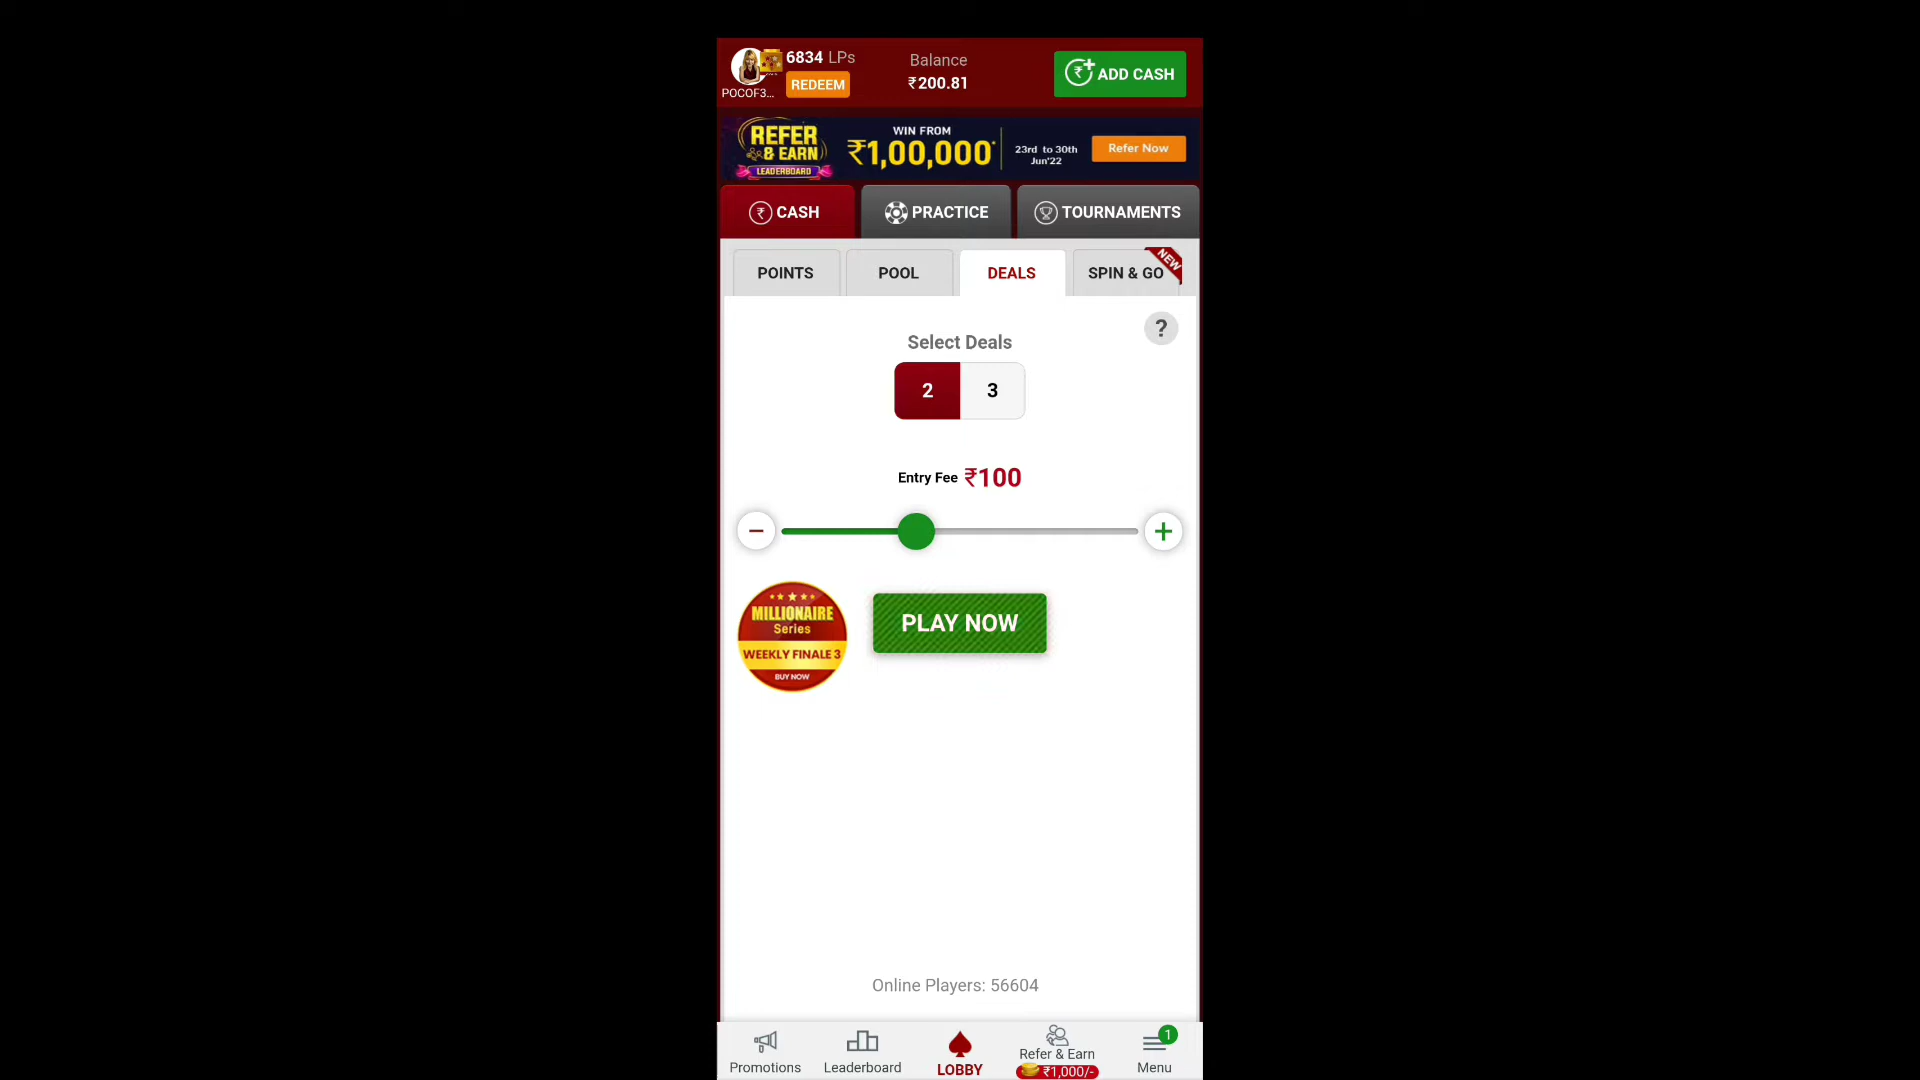 6834 LPs
REDEEM
POCOF3...
Balance
₹200.81
ADD CASH
REFER
& EARN
LEADERBOARD
WIN FROM
₹1,00,000*
23rd to 30th
Jun'22
Refer Now
CASH
PRACTICE
TOURNAMENTS
POINTS
POOL
DEALS
SPIN & GO
NEW
?
Select Deals
2
3
Entry Fee ₹100
MILLIONAIRE
Series
WEEKLY FINALE 3
BUY NOW
PLAY NOW
Online Players: 56604
Promotions
Leaderboard
LOBBY
Refer & Earn
₹1,000/-
1
Menu